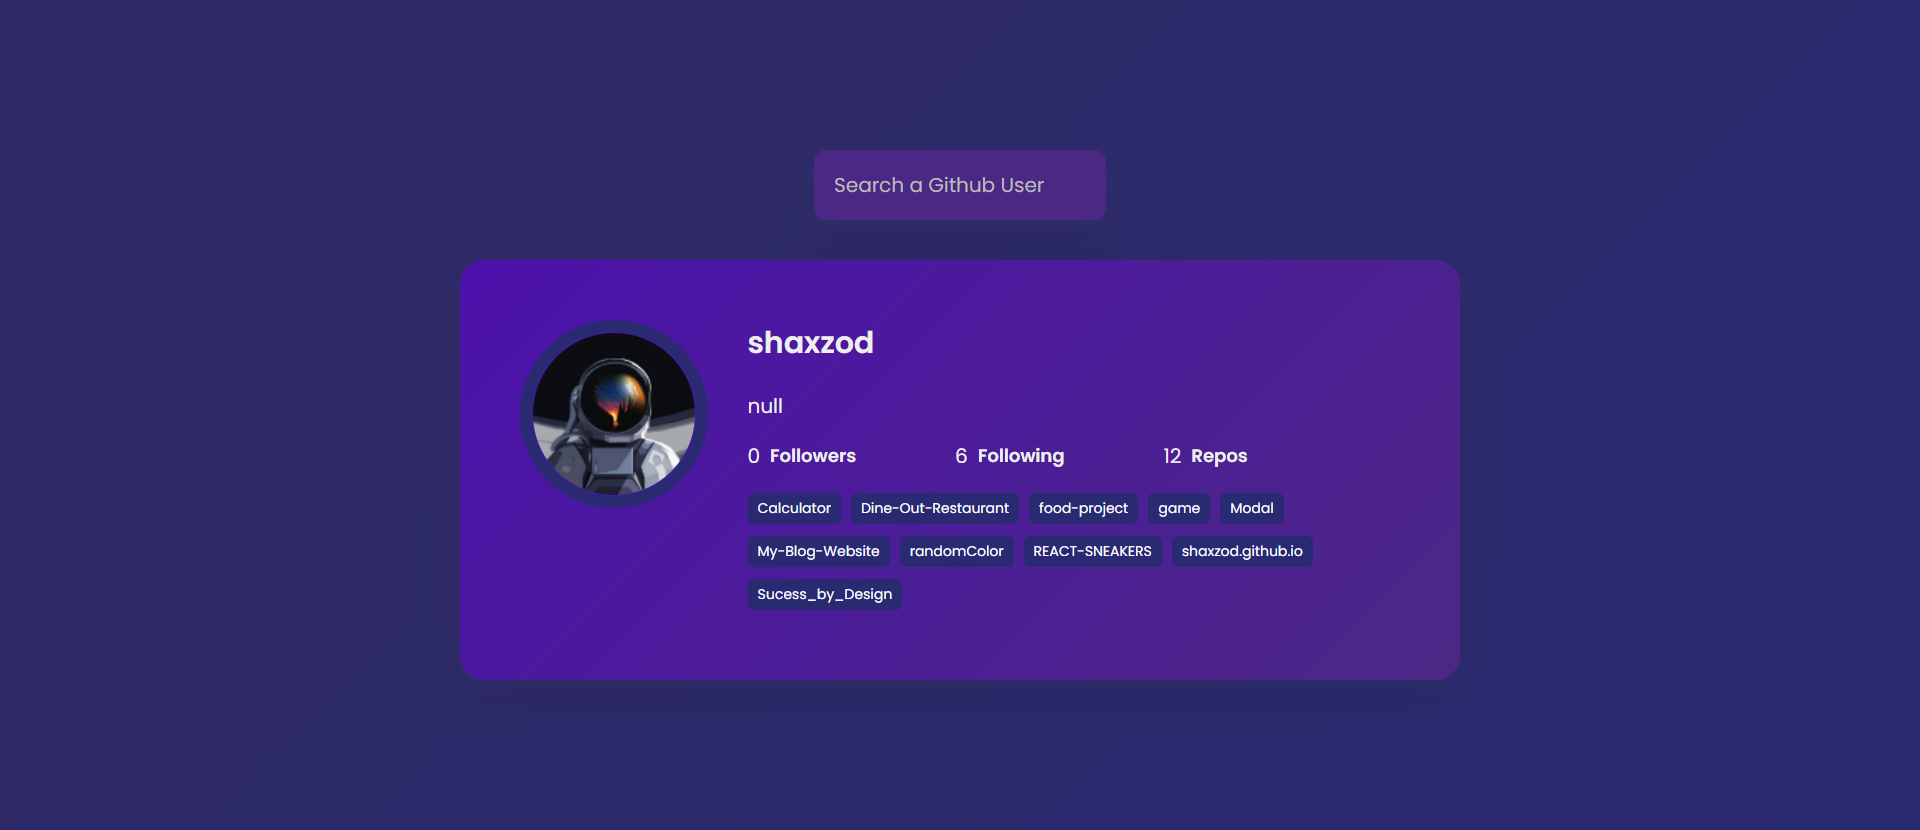 Search a Github User
shaxzod
null
0 Followers 6 Following 12 Repos
Calculator Dine-Out-Restaurant food-project game Modal
My-Blog-Website randomColor REACT-SNEAKERS shaxzod.github.io
Sucess_by_Design